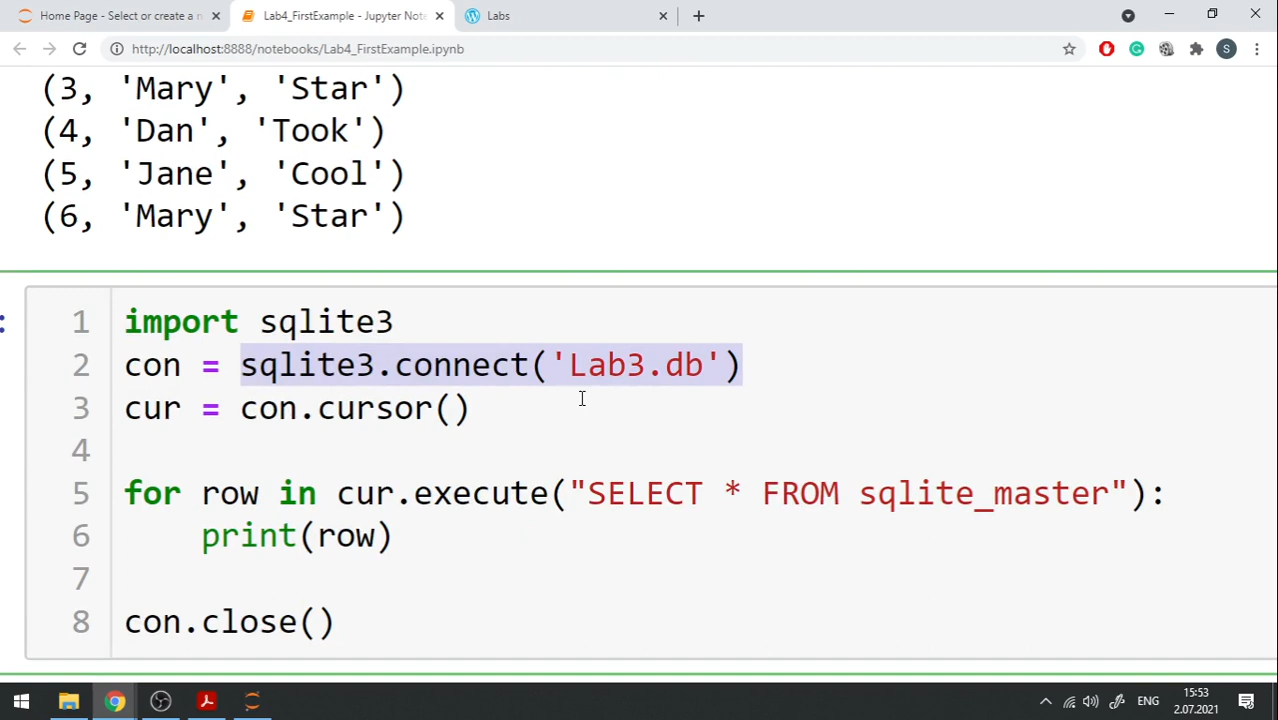 Home Page - Select or create a n
Lab4_FirstExample - Jupyter Note
Labs
http://localhost:8888/notebooks/Lab4_FirstExample.ipynb
S
(3, 'Mary', 'Star')
(4, 'Dan', 'Took')
(5, 'Jane', 'Cool')
(6, 'Mary', 'Star')
:
1 import sqlite3
2 con = sqlite3.connect('Lab3.db')
3 cur = con.cursor()
4
5 for row in cur.execute("SELECT * FROM sqlite_master"):
6 print(row)
7
8 con.close()
ENG
15:53
2.07.2021